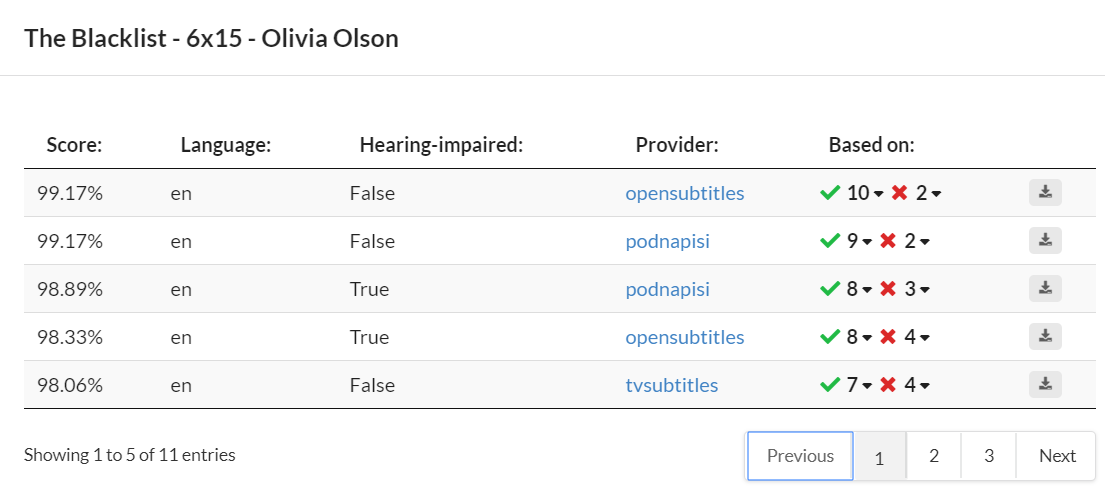 The Blacklist - 6x15 - Olivia Olson
Score: Language: Hearing-impaired: Provider: Based on:
99.17% en False opensubtitles 10 2
99.17% en False podnapisi 9 2
98.89% en True podnapisi 8 3
98.33% en True opensubtitles 8 4
98.06% en False tvsubtitles 7 4
Showing 1 to 5 of 11 entries Previous 1 2 3 Next